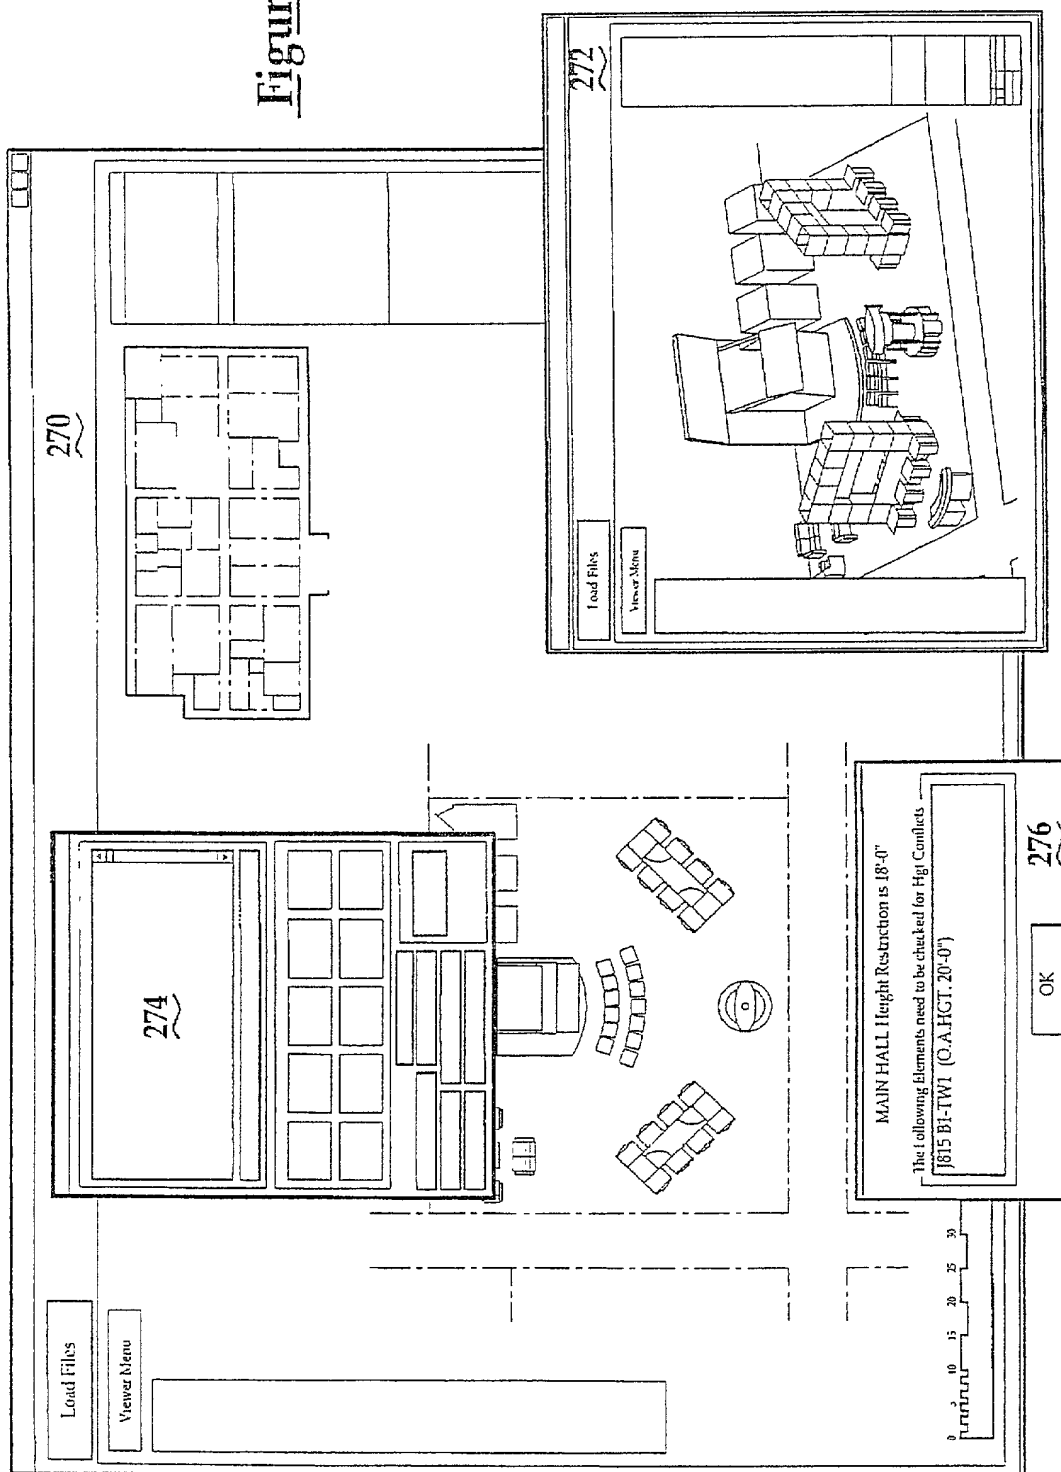 Figur
270
Load Files
Viewer Menu
274
272
Load Files
Viewer Menu
MAIN HALL Height Restriction is 18'-0"
The Following Elements need to be checked for Hgt Conflicts
J815 B1-TW1 (O.A.HGT. 20'-0")
OK
276
0 5 10 15 20 25 30